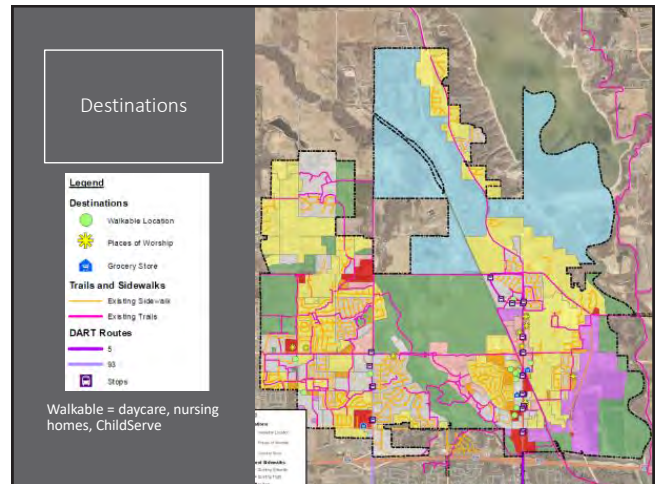 Destinations
Legend
Destinations
Walkable Location
Places of Worship
Grocery Store
Trails and Sidewalks
Existing Sidewalk
Existing Trails
DART Routes
5
93
Stops
Walkable = daycare, nursing
homes, ChildServe